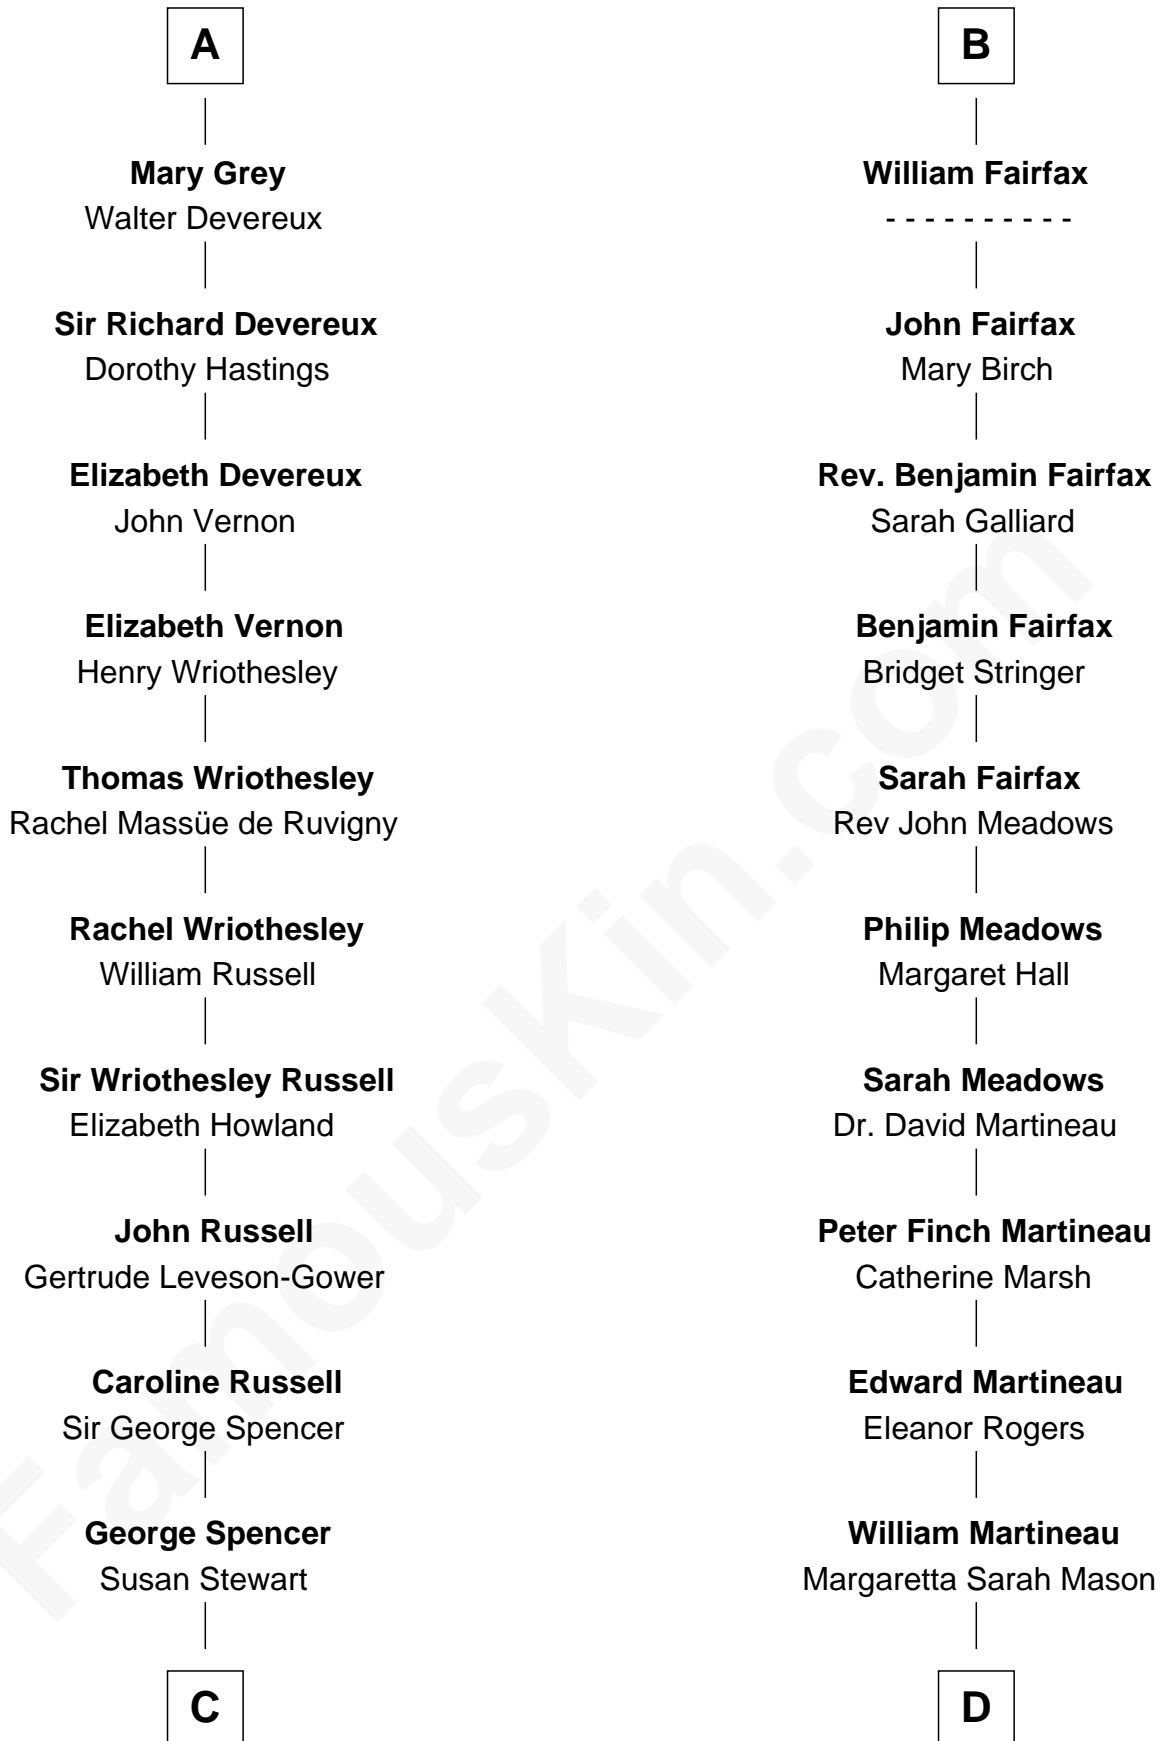 A
Mary Grey
Walter Devereux
Sir Richard Devereux
Dorothy Hastings
Elizabeth Devereux
John Vernon
Elizabeth Vernon
Henry Wriothesley
Thomas Wriothesley
Rachel Massüe de Ruvigny
Rachel Wriothesley
William Russell
Sir Wriothesley Russell
Elizabeth Howland
John Russell
Gertrude Leveson-Gower
Caroline Russell
Sir George Spencer
George Spencer
Susan Stewart
C
B
William Fairfax
- - - - - - - - - -
John Fairfax
Mary Birch
Rev. Benjamin Fairfax
Sarah Galliard
Benjamin Fairfax
Bridget Stringer
Sarah Fairfax
Rev John Meadows
Philip Meadows
Margaret Hall
Sarah Meadows
Dr. David Martineau
Peter Finch Martineau
Catherine Marsh
Edward Martineau
Eleanor Rogers
William Martineau
Margaretta Sarah Mason
D
FamousKin.com